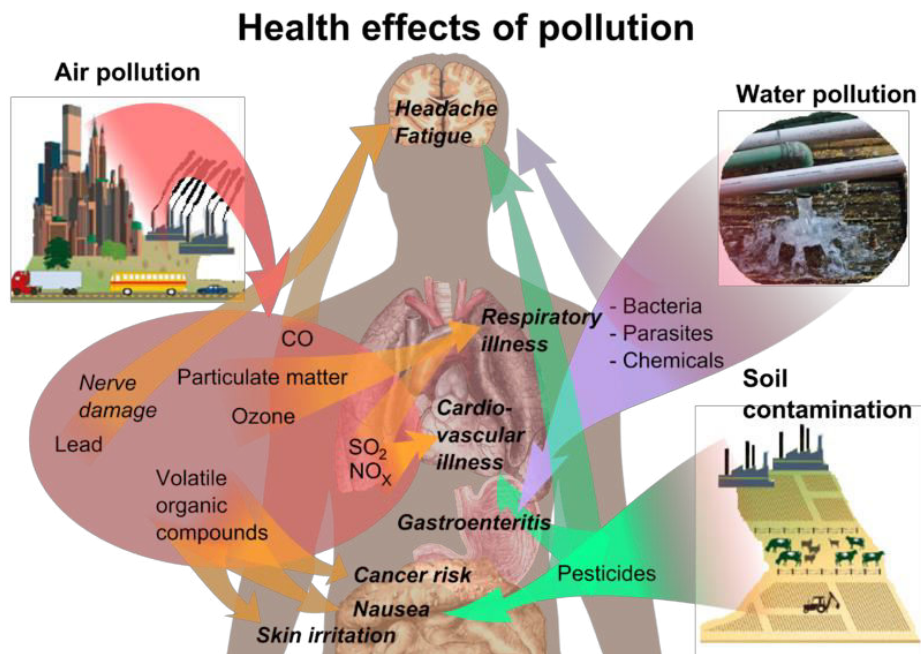 Health effects of pollution
Air pollution
Water pollution
Headache
Fatigue
- Bacteria
- Parasites
- Chemicals
Respiratory
illness
CO
Nerve
damage
Particulate matter
Ozone
Lead
Soil
contamination
Cardio-
vascular
illness
SO₂
NOₓ
Volatile
organic
compounds
Gastroenteritis
Pesticides
Cancer risk
Nausea
Skin irritation